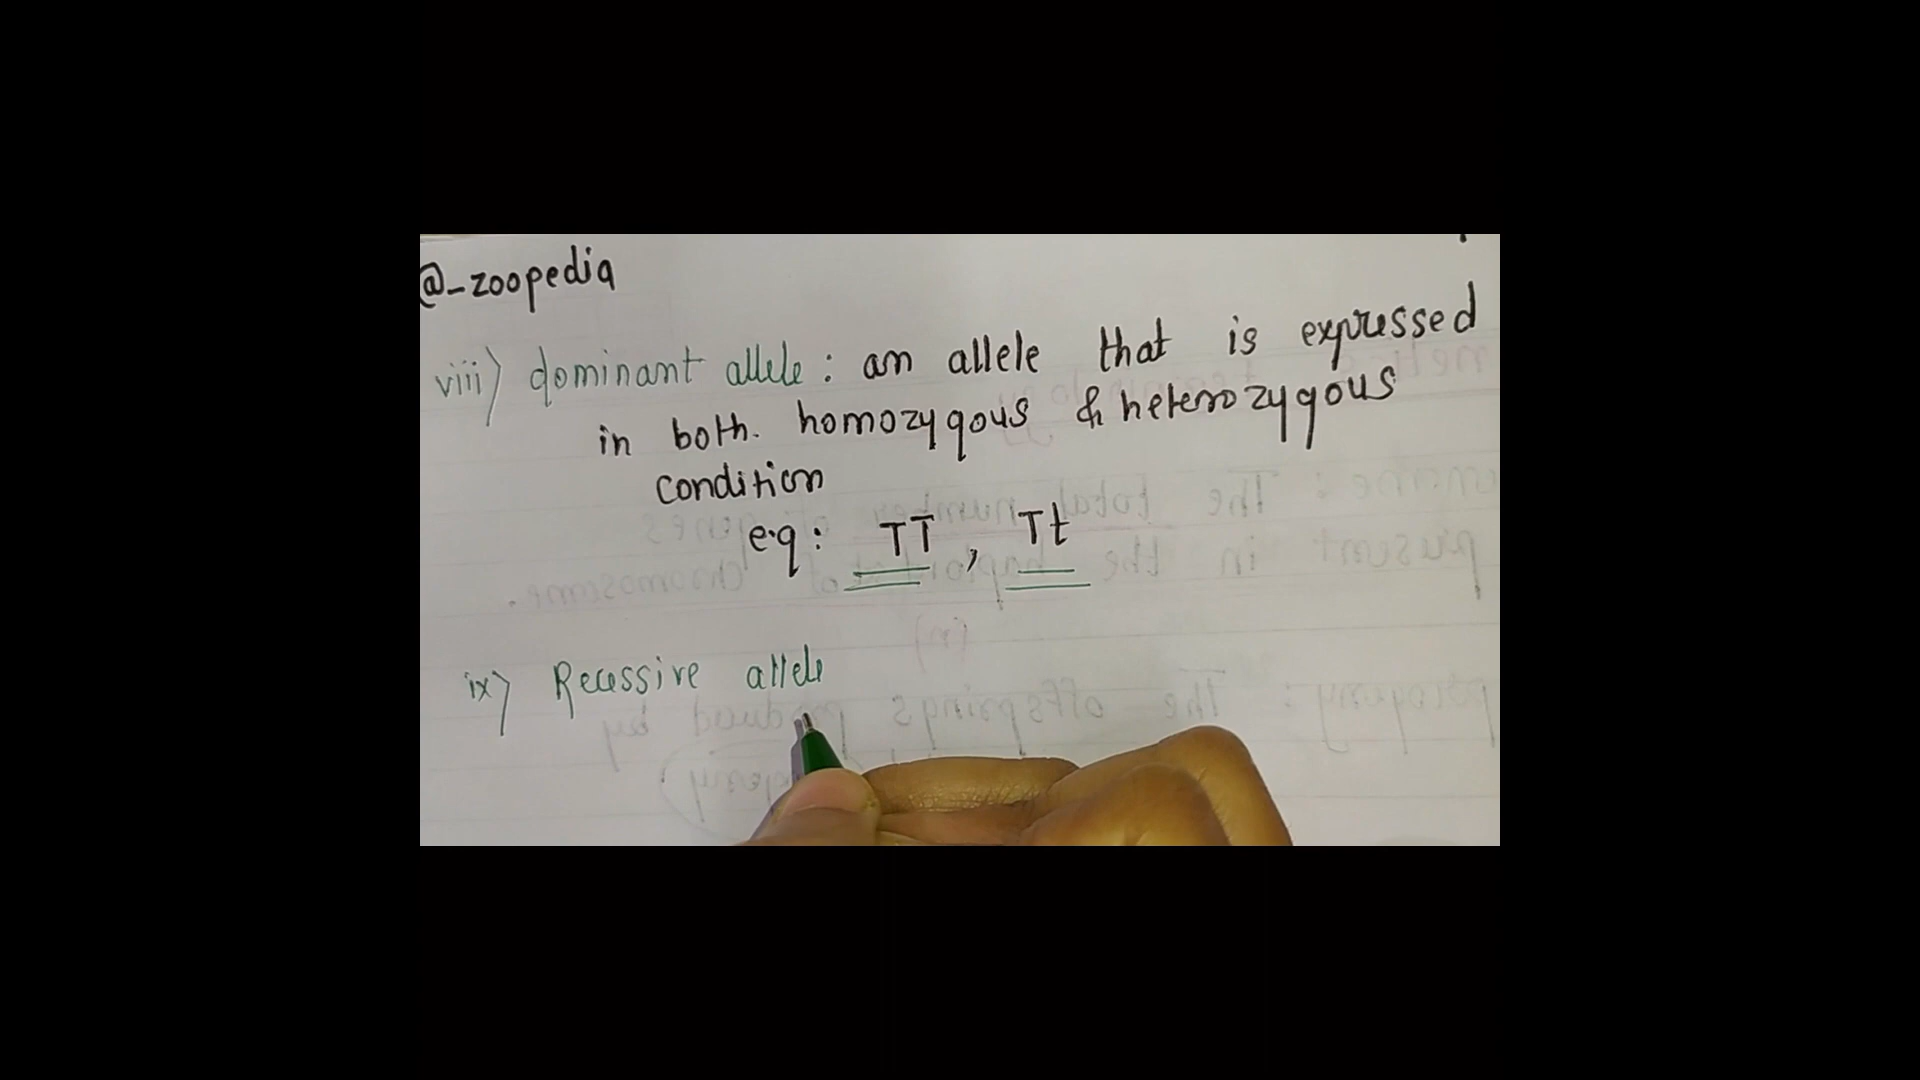 @_zoopedia
viii) dominant allele : an allele that is expressed
in both. homozygous & heterozygous
condition
e.g: TT , Tt
ix) Recessive allele